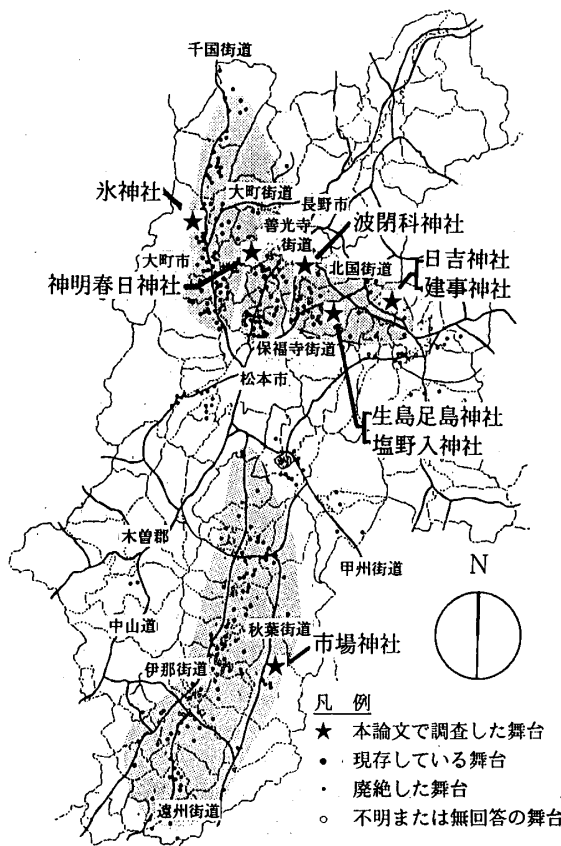 千国街道
氷神社
大町街道
長野市
善光寺
街道
波閉科神社
大町市
北国街道
日吉神社
建事神社
神明春日神社
保福寺街道
松本市
生島足島神社
塩野入神社
木曽郡
甲州街道
N
中山道
秋葉街道
市場神社
伊那街道
遠州街道
凡 例
★ 本論文で調査した舞台
● 現存している舞台
・ 廃絶した舞台
○ 不明または無回答の舞台